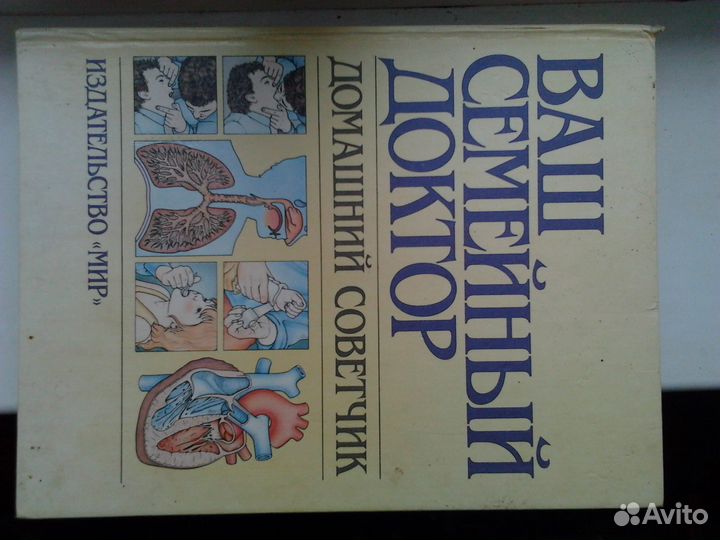 ВАШ
СЕМЕЙНЫЙ
ДОКТОР
ДОМАШНИЙ СОВЕТЧИК
ИЗДАТЕЛЬСТВО «МИР»
Avito